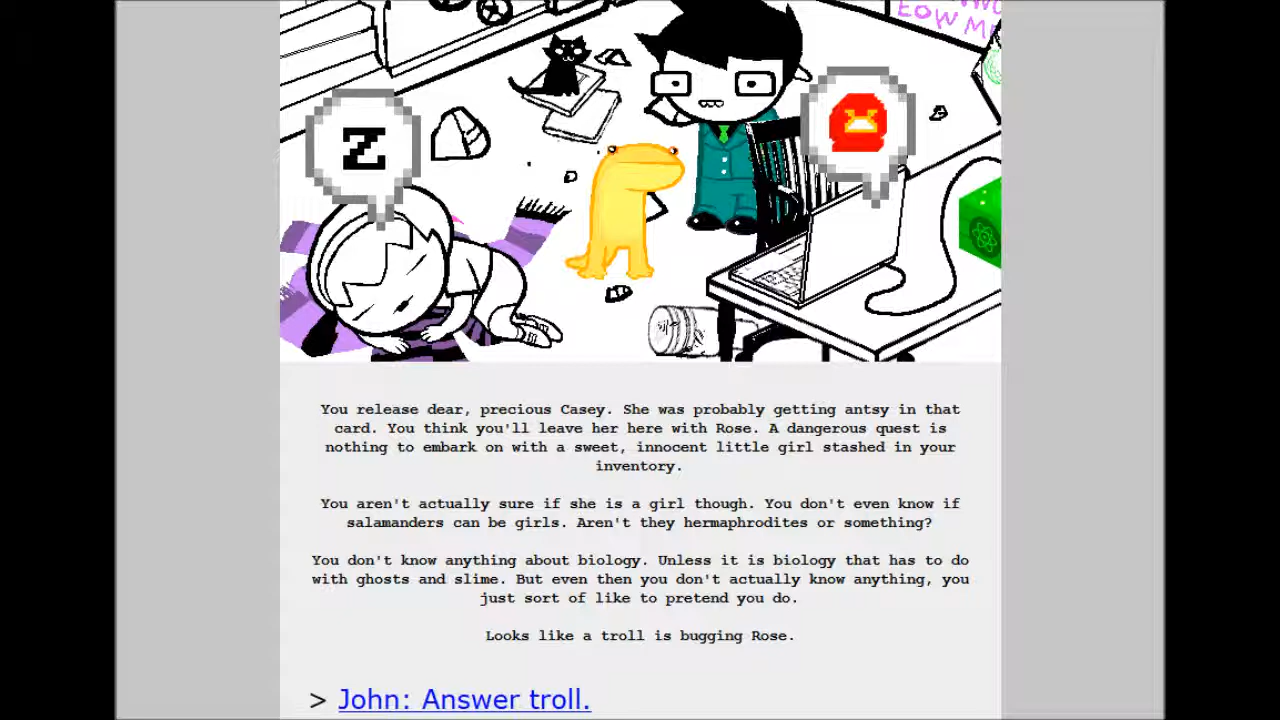 EOW M
Z
You release dear, precious Casey. She was probably getting antsy in that
card. You think you'll leave her here with Rose. A dangerous quest is
nothing to embark on with a sweet, innocent little girl stashed in your
inventory.
You aren't actually sure if she is a girl though. You don't even know if
salamanders can be girls. Aren't they hermaphrodites or something?
You don't know anything about biology. Unless it is biology that has to do
with ghosts and slime. But even then you don't actually know anything, you
just sort of like to pretend you do.
Looks like a troll is bugging Rose.
> John: Answer troll.